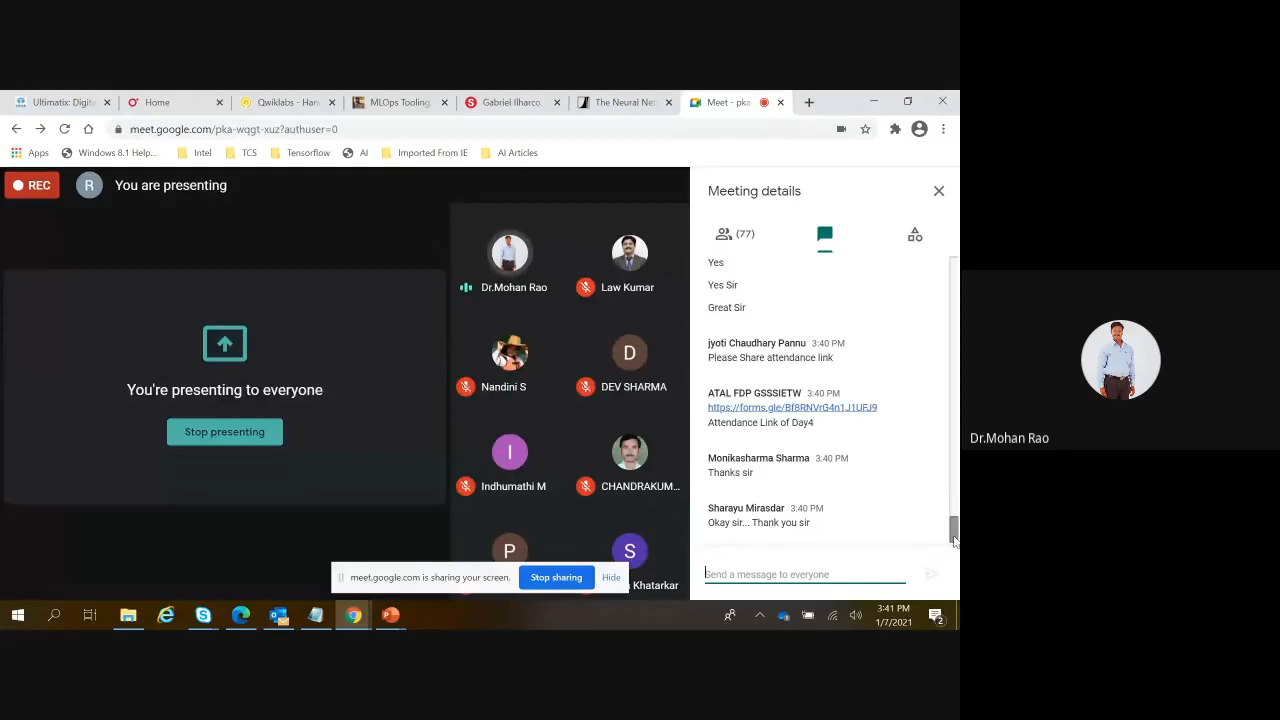 Ultimatix: Digita
Home
Qwiklabs - Han
MLOps Tooling
Gabriel Ilharco.
The Neural Net
Meet - pka
meet.google.com/pka-wqgt-xuz?authuser=0
Apps
Windows 8.1 Help...
Intel
TCS
Tensorflow
AI
Imported From IE
AI Articles
REC
R
You are presenting
Meeting details
(77)
Dr.Mohan Rao
Law Kumar
Yes
Yes Sir
Great Sir
You're presenting to everyone
Stop presenting
Nandini S
D
DEV SHARMA
jyoti Chaudhary Pannu 3:40 PM
Please Share attendance link
ATAL FDP GSSSIETW 3:40 PM
https://forms.gle/Bf8RNVrG4n1J1UFJ9
Attendance Link of Day4
I
Indhumathi M
CHANDRAKUM...
Monikasharma Sharma 3:40 PM
Thanks sir
Sharayu Mirasdar 3:40 PM
Okay sir... Thank you sir
P
S
Khatarkar
meet.google.com is sharing your screen.
Stop sharing
Hide
Send a message to everyone
3:41 PM
1/7/2021
2
Dr.Mohan Rao